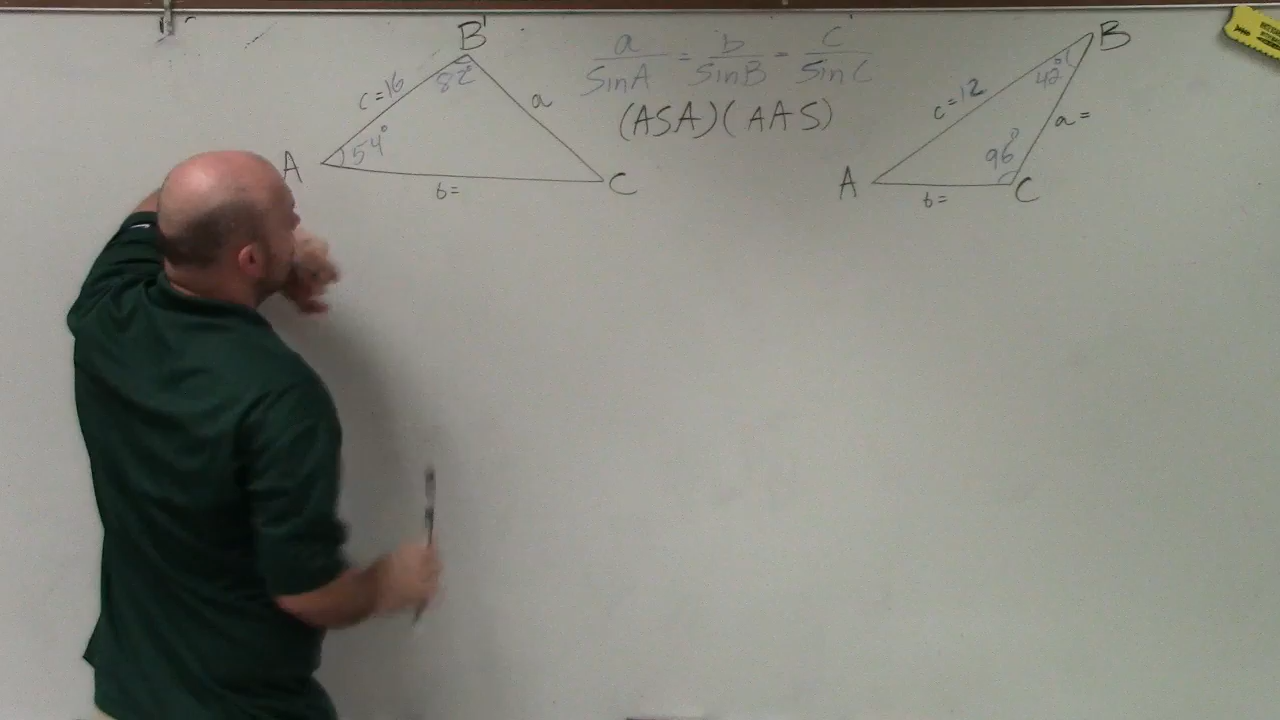 B
c=16
82°
a
54°
A
b=
C
a/SinA = b/SinB = c/SinC
(ASA)(AAS)
B
42°
c=12
a=
96°
A
b=
C